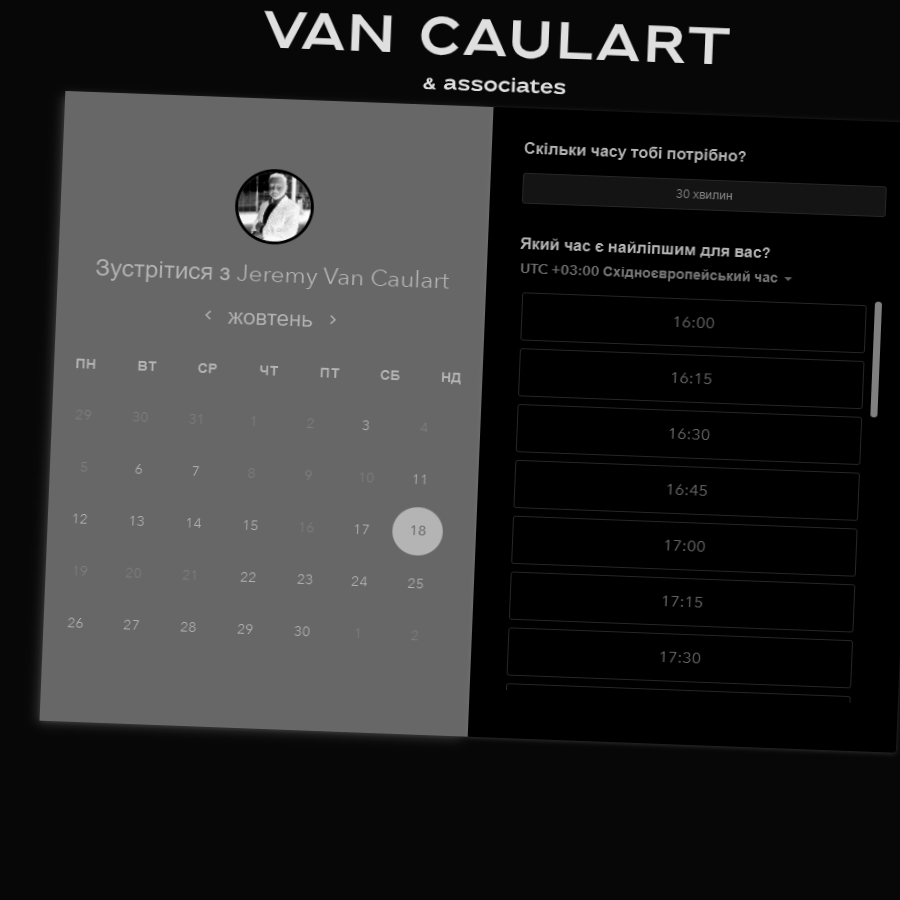 VAN CAULART
& associates
Зустрітися з Jeremy Van Caulart
‹ жовтень ›
ПН ВТ СР ЧТ ПТ СБ НД
29 30 31 1 2 3 4
5 6 7 8 9 10 11
12 13 14 15 16 17 18
19 20 21 22 23 24 25
26 27 28 29 30 1 2
Скільки часу тобі потрібно?
30 хвилин
Який час є найліпшим для вас?
UTC +03:00 Східноєвропейський час
16:00
16:15
16:30
16:45
17:00
17:15
17:30